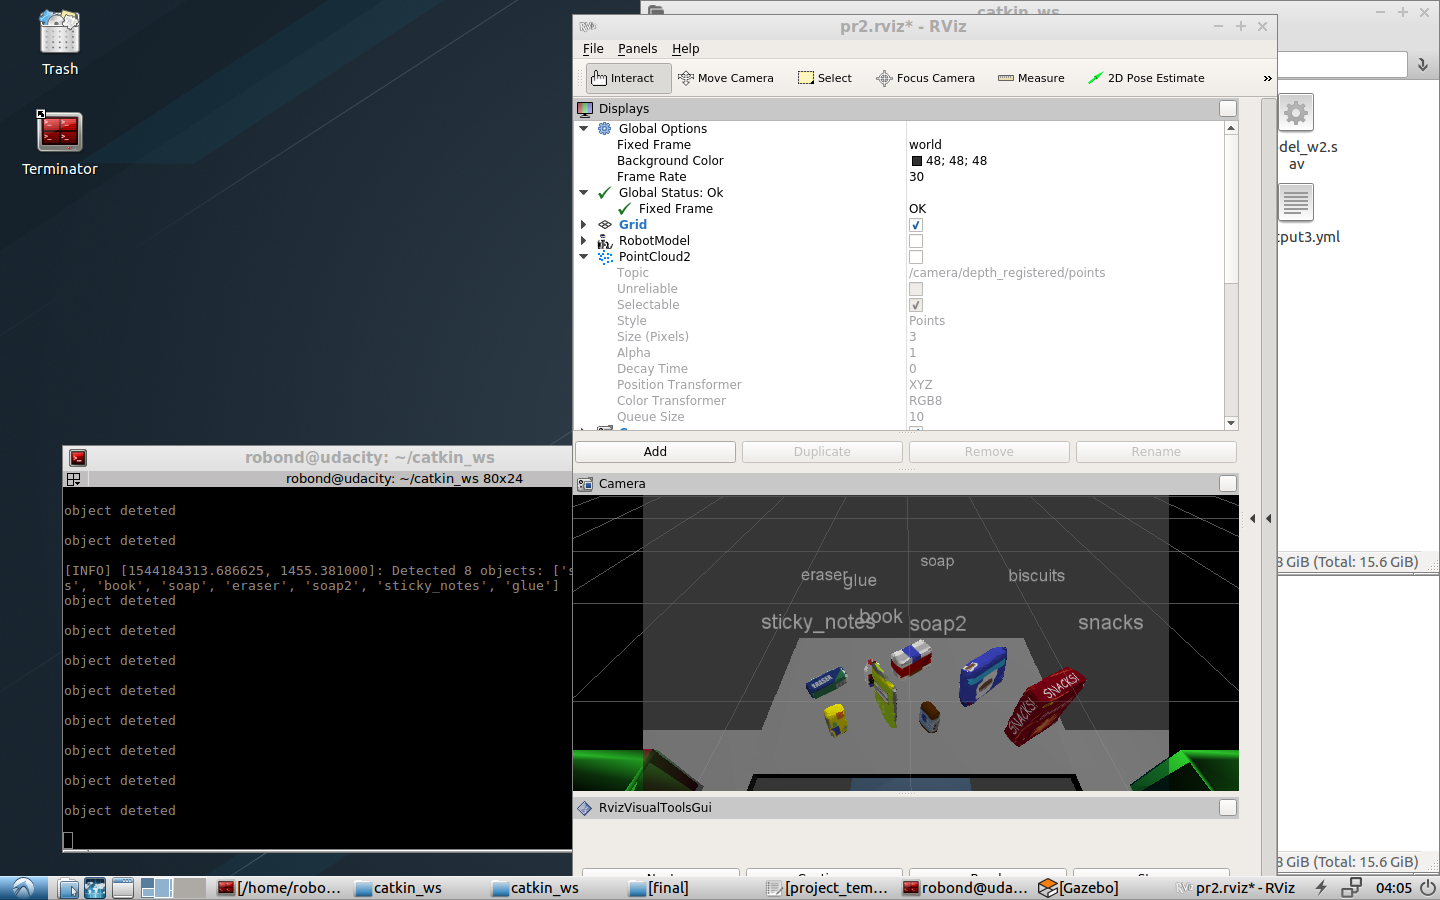 Trash
Terminator
catkin_ws
pr2.rviz* - RViz
File Panels Help
Interact Move Camera Select Focus Camera Measure 2D Pose Estimate »
Displays
Global Options
Fixed Frame world
Background Color 48; 48; 48
Frame Rate 30
Global Status: Ok
Fixed Frame OK
Grid
RobotModel
PointCloud2
Topic /camera/depth_registered/points
Unreliable
Selectable
Style Points
Size (Pixels) 3
Alpha 1
Decay Time 0
Position Transformer XYZ
Color Transformer RGB8
Queue Size 10
Add Duplicate Remove Rename
Camera
soap
eraser
glue
biscuits
sticky_notes
book
soap2
snacks
ERASER
SNACKS!
SNACKS!
RvizVisualToolsGui
del_w2.s
av
put3.yml
GiB (Total: 15.6 GiB)
GiB (Total: 15.6 GiB)
robond@udacity: ~/catkin_ws
robond@udacity: ~/catkin_ws 80x24
object deteted
object deteted
[INFO] [1544184313.686625, 1455.381000]: Detected 8 objects: ['s
s', 'book', 'soap', 'eraser', 'soap2', 'sticky_notes', 'glue']
object deteted
object deteted
object deteted
object deteted
object deteted
object deteted
object deteted
object deteted
[/home/robo... catkin_ws catkin_ws [final] [project_tem... robond@uda... [Gazebo] pr2.rviz* - RViz 04:05